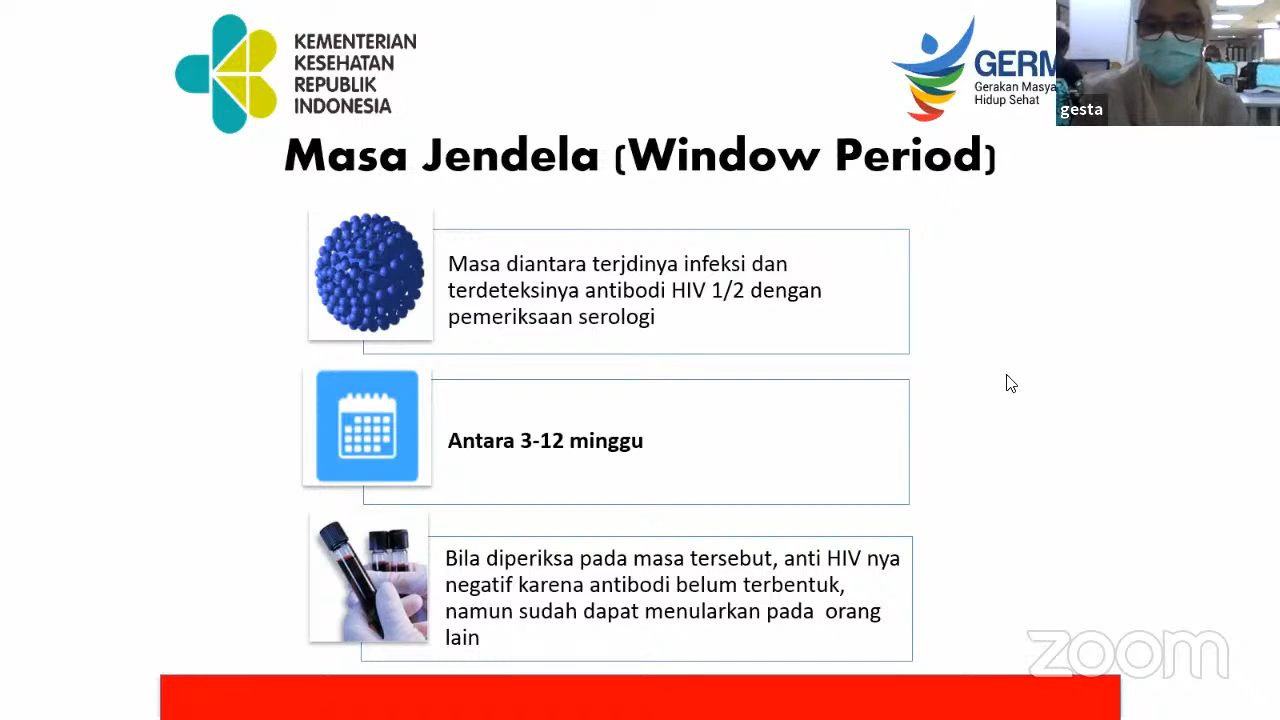 KEMENTERIAN
KESEHATAN
REPUBLIK
INDONESIA
GERM
Gerakan Masya
Hidup Sehat
gesta
Masa Jendela (Window Period)
Masa diantara terjdinya infeksi dan
terdeteksinya antibodi HIV 1/2 dengan
pemeriksaan serologi
Antara 3-12 minggu
Bila diperiksa pada masa tersebut, anti HIV nya
negatif karena antibodi belum terbentuk,
namun sudah dapat menularkan pada orang
lain
zoom